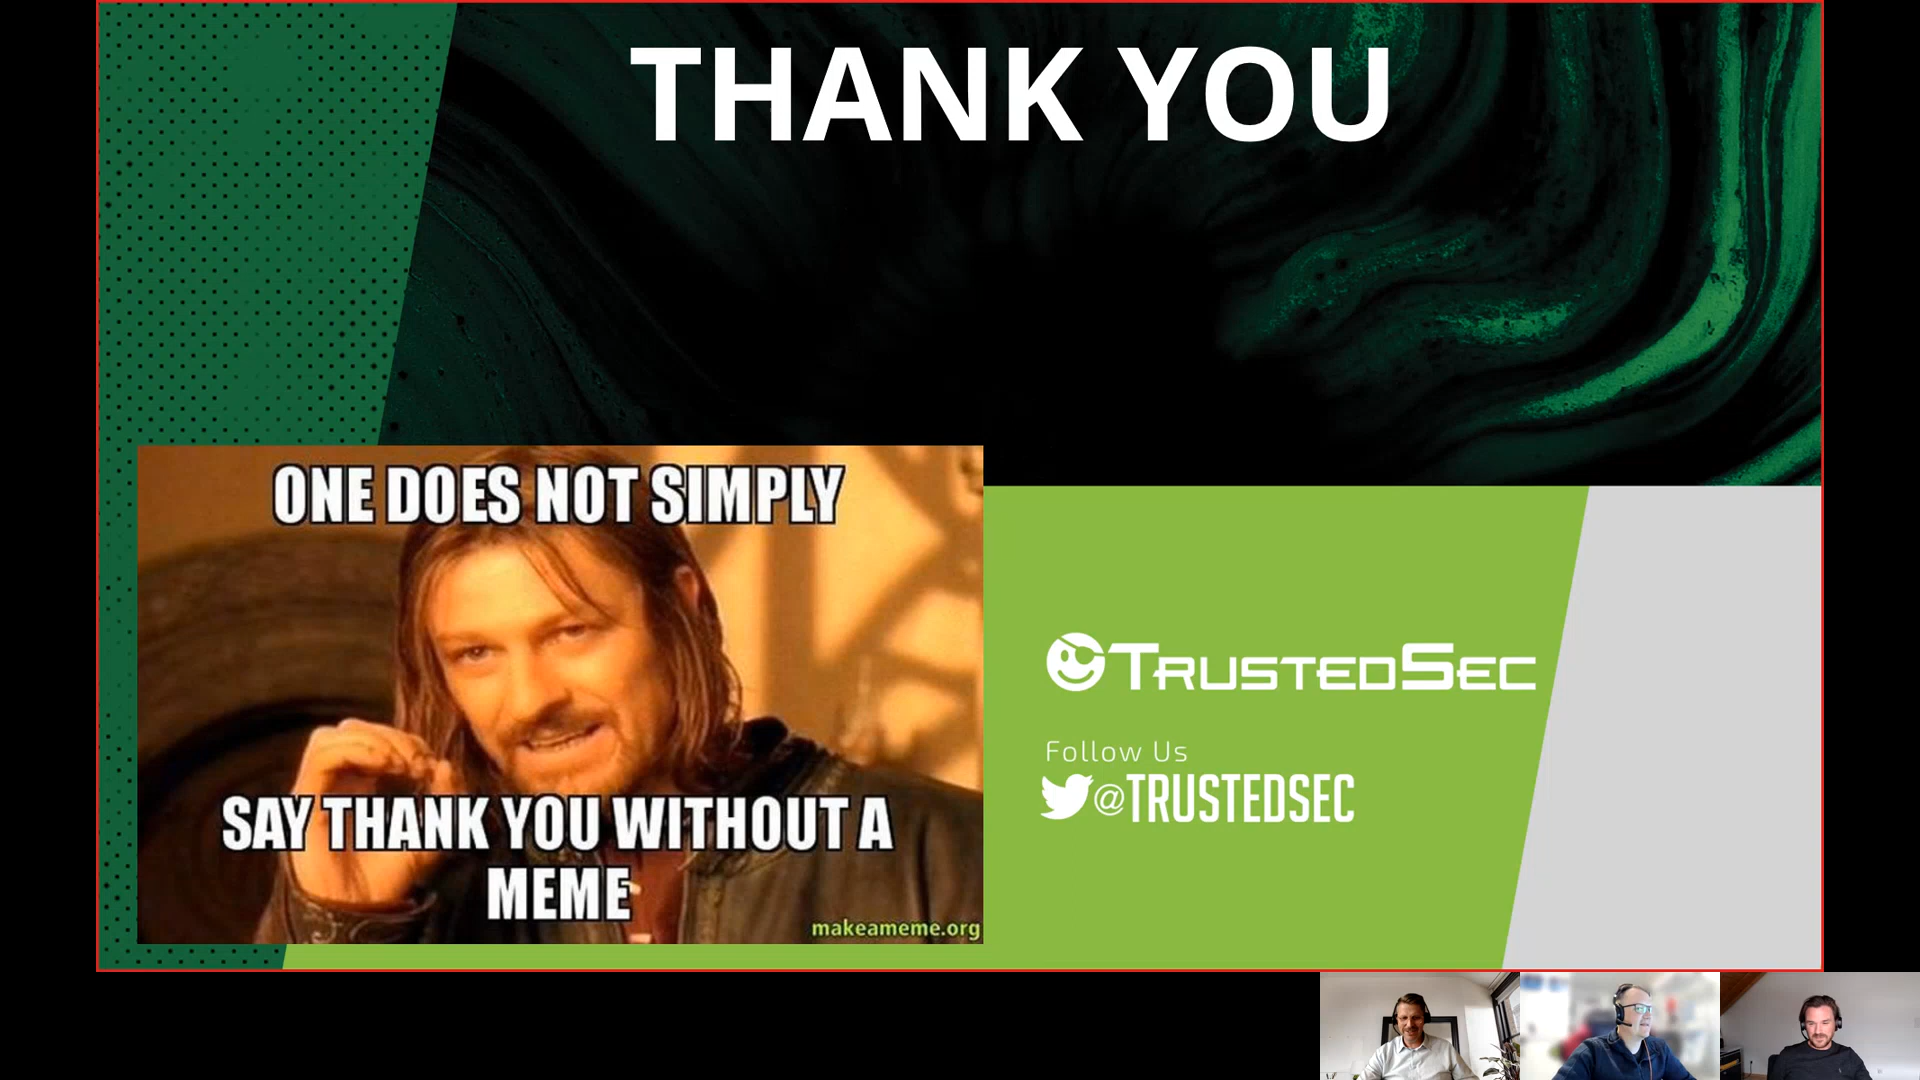 THANK YOU
ONE DOES NOT SIMPLY
SAY THANK YOU WITHOUT A
MEME
makeameme.org
TRUSTEDSEC
Follow Us
@TRUSTEDSEC